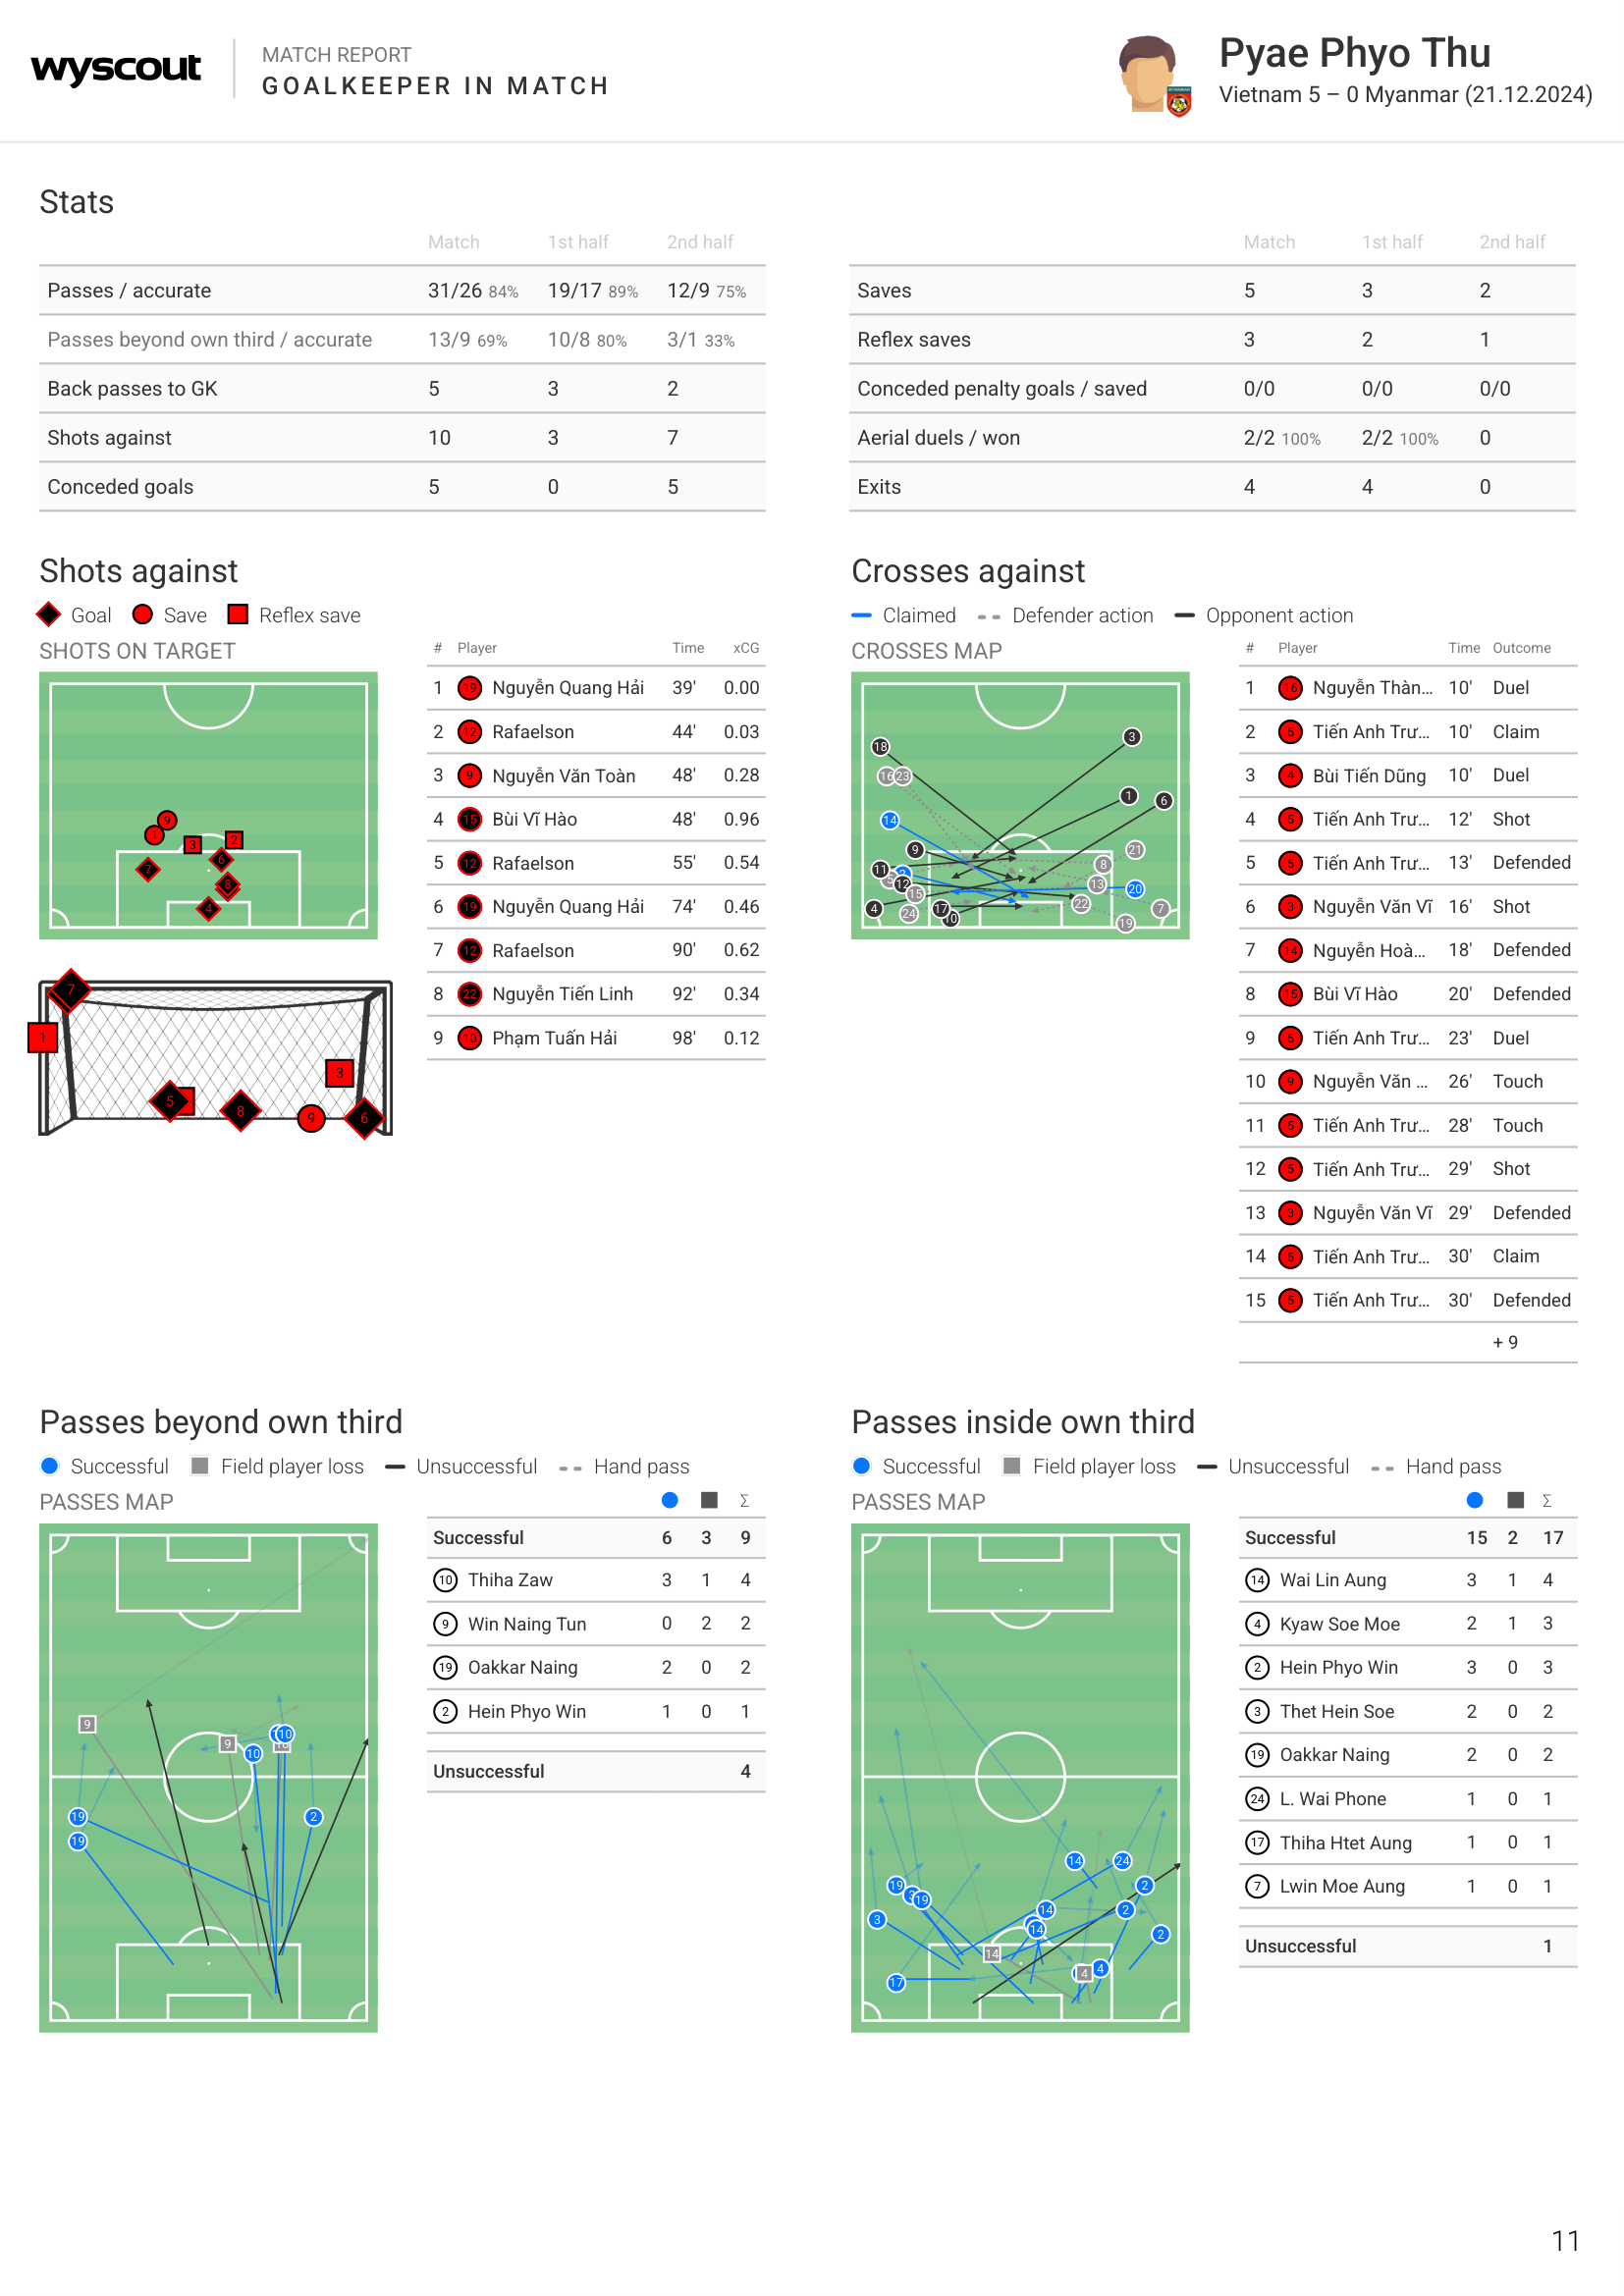 wyscout
MATCH REPORT
GOALKEEPER IN MATCH
Pyae Phyo Thu
Vietnam 5 – 0 Myanmar (21.12.2024)
Stats
Match 1st half 2nd half
Passes / accurate 31/26 84% 19/17 89% 12/9 75%
Passes beyond own third / accurate 13/9 69% 10/8 80% 3/1 33%
Back passes to GK 5 3 2
Shots against 10 3 7
Conceded goals 5 0 5
Match 1st half 2nd half
Saves 5 3 2
Reflex saves 3 2 1
Conceded penalty goals / saved 0/0 0/0 0/0
Aerial duels / won 2/2 100% 2/2 100% 0
Exits 4 4 0
Shots against
Goal Save Reflex save
SHOTS ON TARGET
# Player Time xCG
1 19 Nguyễn Quang Hải 39' 0.00
2 12 Rafaelson 44' 0.03
3 9 Nguyễn Văn Toàn 48' 0.28
4 15 Bùi Vĩ Hào 48' 0.96
5 12 Rafaelson 55' 0.54
6 19 Nguyễn Quang Hải 74' 0.46
7 12 Rafaelson 90' 0.62
8 22 Nguyễn Tiến Linh 92' 0.34
9 10 Phạm Tuấn Hải 98' 0.12
Crosses against
Claimed Defender action Opponent action
CROSSES MAP
# Player Time Outcome
1 16 Nguyễn Thàn... 10' Duel
2 5 Tiến Anh Trư... 10' Claim
3 4 Bùi Tiến Dũng 10' Duel
4 5 Tiến Anh Trư... 12' Shot
5 5 Tiến Anh Trư... 13' Defended
6 3 Nguyễn Văn Vĩ 16' Shot
7 14 Nguyễn Hoà... 18' Defended
8 15 Bùi Vĩ Hào 20' Defended
9 5 Tiến Anh Trư... 23' Duel
10 9 Nguyễn Văn ... 26' Touch
11 5 Tiến Anh Trư... 28' Touch
12 5 Tiến Anh Trư... 29' Shot
13 3 Nguyễn Văn Vĩ 29' Defended
14 5 Tiến Anh Trư... 30' Claim
15 5 Tiến Anh Trư... 30' Defended
+ 9
Passes beyond own third
Successful Field player loss Unsuccessful Hand pass
PASSES MAP
Σ
Successful 6 3 9
10 Thiha Zaw 3 1 4
9 Win Naing Tun 0 2 2
19 Oakkar Naing 2 0 2
2 Hein Phyo Win 1 0 1
Unsuccessful 4
Passes inside own third
Successful Field player loss Unsuccessful Hand pass
PASSES MAP
Σ
Successful 15 2 17
14 Wai Lin Aung 3 1 4
4 Kyaw Soe Moe 2 1 3
2 Hein Phyo Win 3 0 3
3 Thet Hein Soe 2 0 2
19 Oakkar Naing 2 0 2
24 L. Wai Phone 1 0 1
17 Thiha Htet Aung 1 0 1
7 Lwin Moe Aung 1 0 1
Unsuccessful 1
11